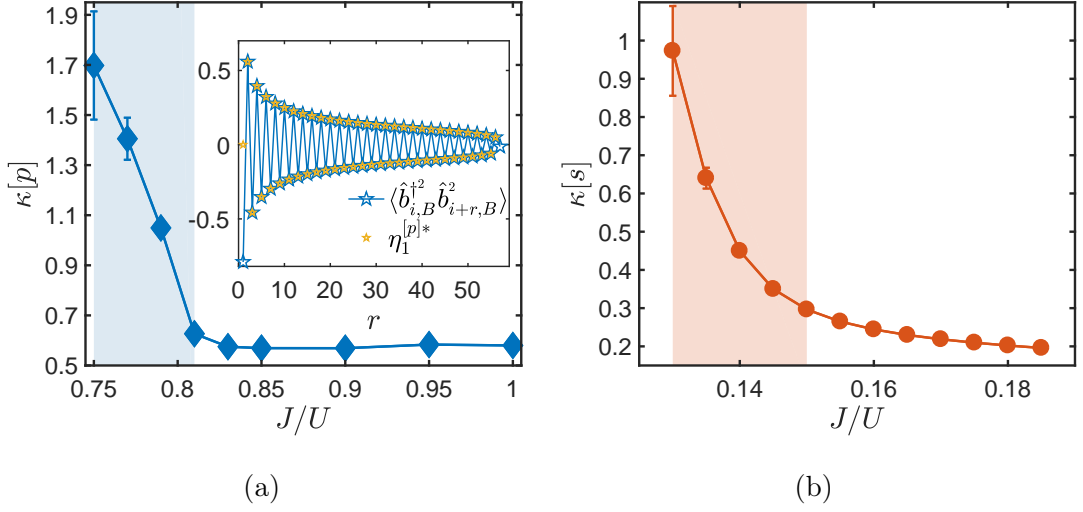 κ[p]
1.9
1.7
1.5
1.3
1.1
0.9
0.7
0.5
0.75 0.8 0.85 0.9 0.95 1
J/U
0.5
0
-0.5
0 10 20 30 40 50
r
⟨b̂†²_{i,B} b̂²_{i+r,B}⟩
η₁^{[p]*}
(a)
κ[s]
1
0.9
0.8
0.7
0.6
0.5
0.4
0.3
0.2
0.14 0.16 0.18
J/U
(b)